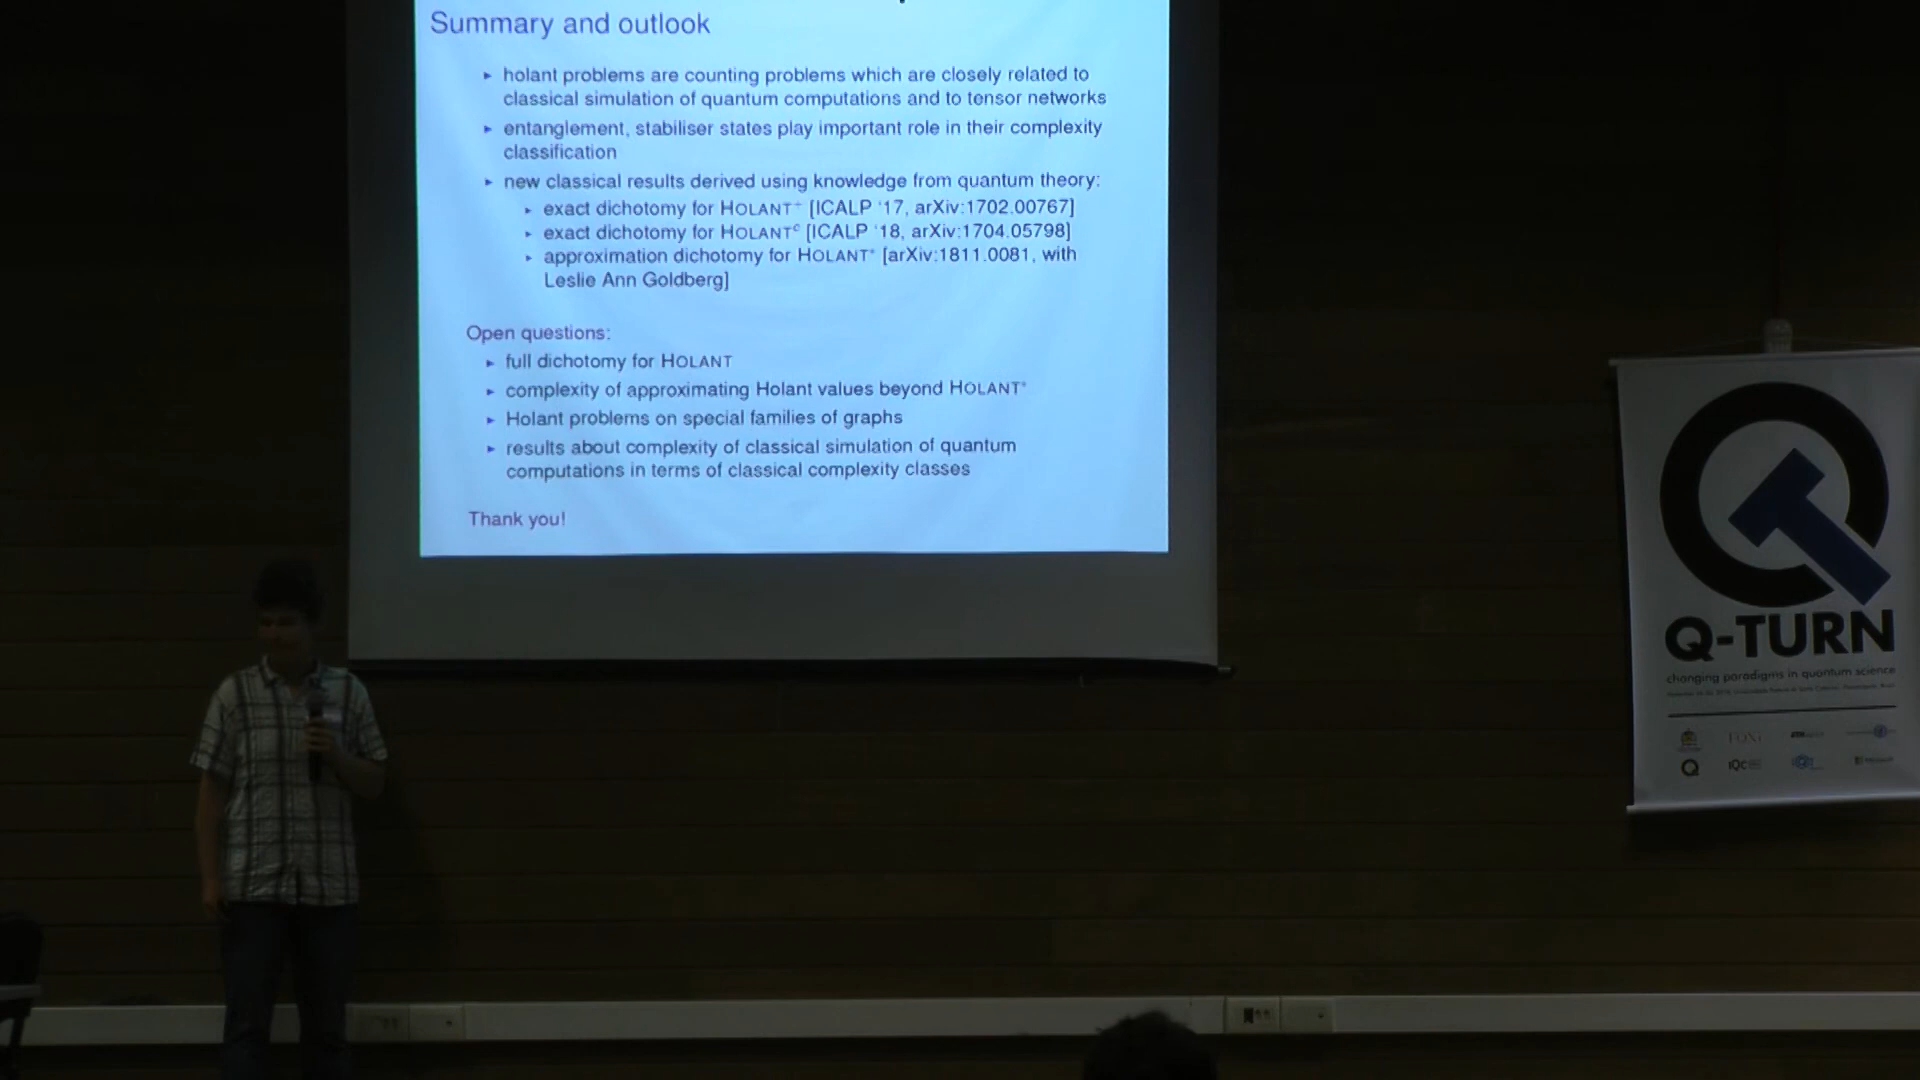 Summary and outlook
▸ holant problems are counting problems which are closely related to
classical simulation of quantum computations and to tensor networks
▸ entanglement, stabiliser states play important role in their complexity
classification
▸ new classical results derived using knowledge from quantum theory:
▸ exact dichotomy for HOLANT⁺ [ICALP '17, arXiv:1702.00767]
▸ exact dichotomy for HOLANTᶜ [ICALP '18, arXiv:1704.05798]
▸ approximation dichotomy for HOLANT* [arXiv:1811.0081, with
Leslie Ann Goldberg]
Open questions:
▸ full dichotomy for HOLANT
▸ complexity of approximating Holant values beyond HOLANT*
▸ Holant problems on special families of graphs
▸ results about complexity of classical simulation of quantum
computations in terms of classical complexity classes
Thank you!
Q-TURN
changing paradigms in quantum science
FQXi
IQC
Microsoft